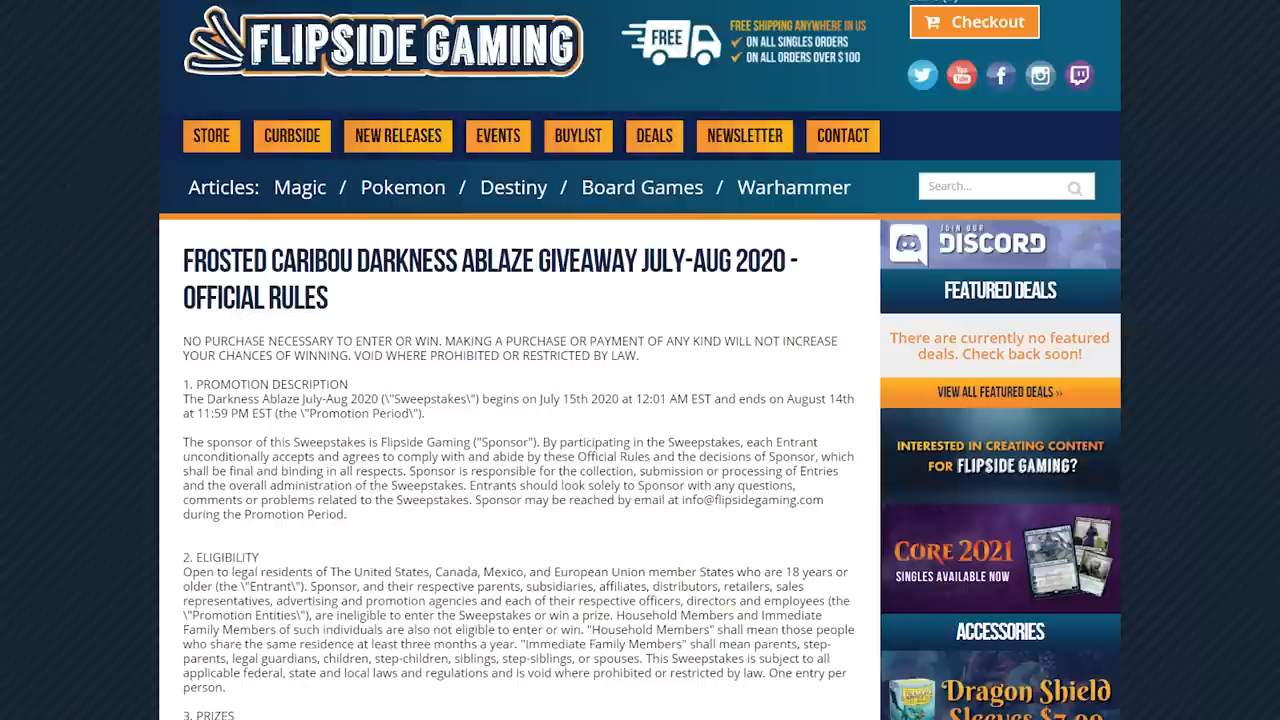 FLIPSIDE GAMING
FREE
FREE SHIPPING ANYWHERE IN US
ON ALL SINGLES ORDERS
ON ALL ORDERS OVER $100
Checkout
You Tube
STORE
CURBSIDE
NEW RELEASES
EVENTS
BUYLIST
DEALS
NEWSLETTER
CONTACT
Articles: Magic / Pokemon / Destiny / Board Games / Warhammer
Search...
FROSTED CARIBOU DARKNESS ABLAZE GIVEAWAY JULY-AUG 2020 -
OFFICIAL RULES
NO PURCHASE NECESSARY TO ENTER OR WIN. MAKING A PURCHASE OR PAYMENT OF ANY KIND WILL NOT INCREASE
YOUR CHANCES OF WINNING. VOID WHERE PROHIBITED OR RESTRICTED BY LAW.
1. PROMOTION DESCRIPTION
The Darkness Ablaze July-Aug 2020 (\"Sweepstakes\") begins on July 15th 2020 at 12:01 AM EST and ends on August 14th
at 11:59 PM EST (the \"Promotion Period\").
The sponsor of this Sweepstakes is Flipside Gaming ("Sponsor"). By participating in the Sweepstakes, each Entrant
unconditionally accepts and agrees to comply with and abide by these Official Rules and the decisions of Sponsor, which
shall be final and binding in all respects. Sponsor is responsible for the collection, submission or processing of Entries
and the overall administration of the Sweepstakes. Entrants should look solely to Sponsor with any questions,
comments or problems related to the Sweepstakes. Sponsor may be reached by email at info@flipsidegaming.com
during the Promotion Period.
2. ELIGIBILITY
Open to legal residents of The United States, Canada, Mexico, and European Union member States who are 18 years or
older (the \"Entrant\"). Sponsor, and their respective parents, subsidiaries, affiliates, distributors, retailers, sales
representatives, advertising and promotion agencies and each of their respective officers, directors and employees (the
\"Promotion Entities\"), are ineligible to enter the Sweepstakes or win a prize. Household Members and Immediate
Family Members of such individuals are also not eligible to enter or win. "Household Members" shall mean those people
who share the same residence at least three months a year. "Immediate Family Members" shall mean parents, step-
parents, legal guardians, children, step-children, siblings, step-siblings, or spouses. This Sweepstakes is subject to all
applicable federal, state and local laws and regulations and is void where prohibited or restricted by law. One entry per
person.
3. PRIZES
JOIN OUR
DISCORD
FEATURED DEALS
There are currently no featured
deals. Check back soon!
VIEW ALL FEATURED DEALS »
INTERESTED IN CREATING CONTENT
FOR FLIPSIDE GAMING?
CORE 2021
SINGLES AVAILABLE NOW
ACCESSORIES
Dragon Shield
Sleeves $7.99